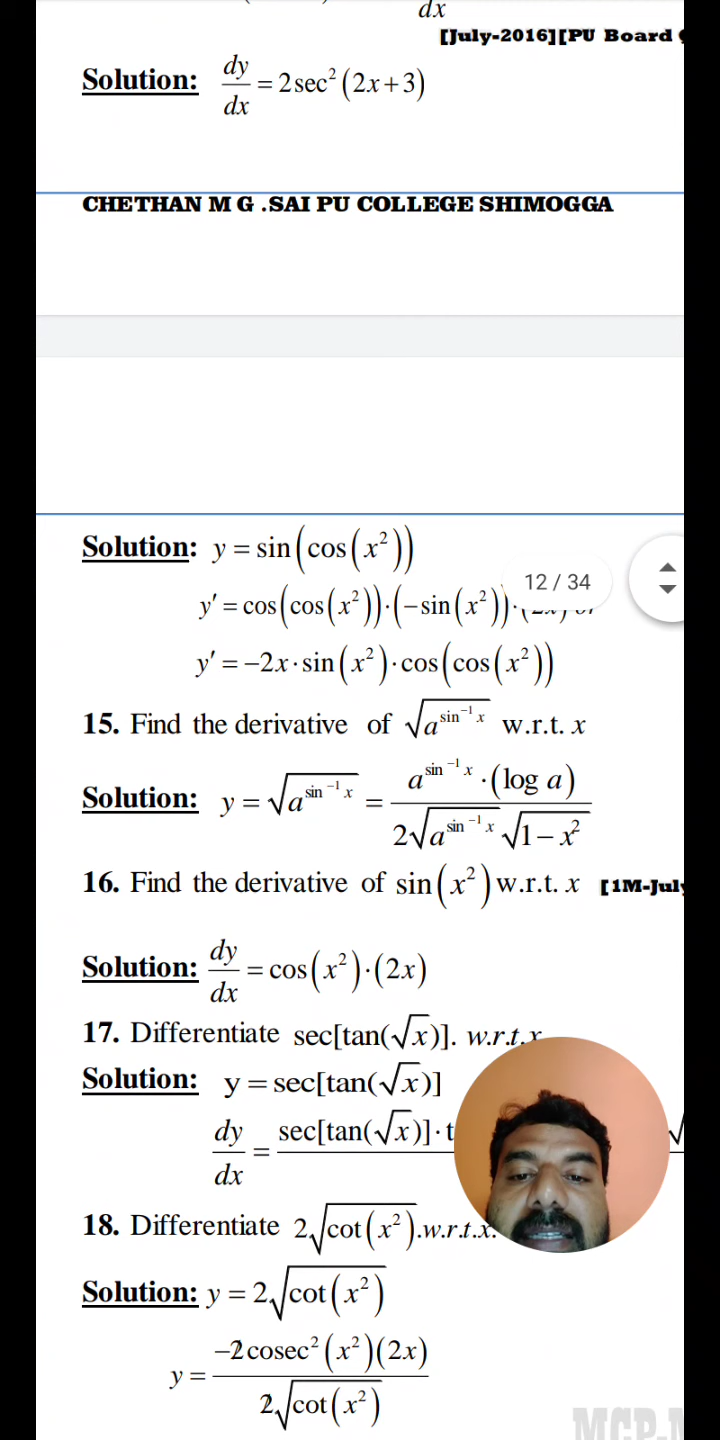 dx
[July-2016][PU Board
Solution: dy/dx = 2sec² (2x+3)
CHETHAN M G .SAI PU COLLEGE SHIMOGGA
Solution: y = sin(cos(x²))
12 / 34
y′ = cos(cos(x²))·(−sin(x²))·
y′ = −2x·sin(x²)·cos(cos(x²))
15. Find the derivative of √(a^(sin⁻¹ x)) w.r.t. x
Solution: y = √(a^(sin⁻¹ x)) = (a^(sin⁻¹ x)·(log a))/(2√(a^(sin⁻¹ x)) √(1−x²))
16. Find the derivative of sin(x²) w.r.t. x [1M-July
Solution: dy/dx = cos(x²)·(2x)
17. Differentiate sec[tan(√x)]. w.r.t.x
Solution: y = sec[tan(√x)]
dy/dx = sec[tan(√x)]·t
18. Differentiate 2√(cot(x²)).w.r.t.x.
Solution: y = 2√(cot(x²))
y = (−2cosec²(x²)(2x))/(2√(cot(x²)))